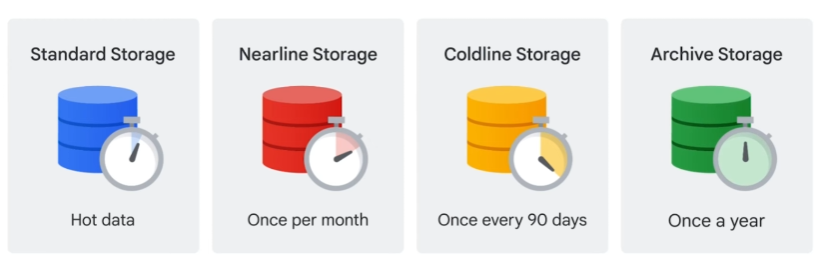 Standard Storage
Nearline Storage
Coldline Storage
Archive Storage
Hot data
Once per month
Once every 90 days
Once a year